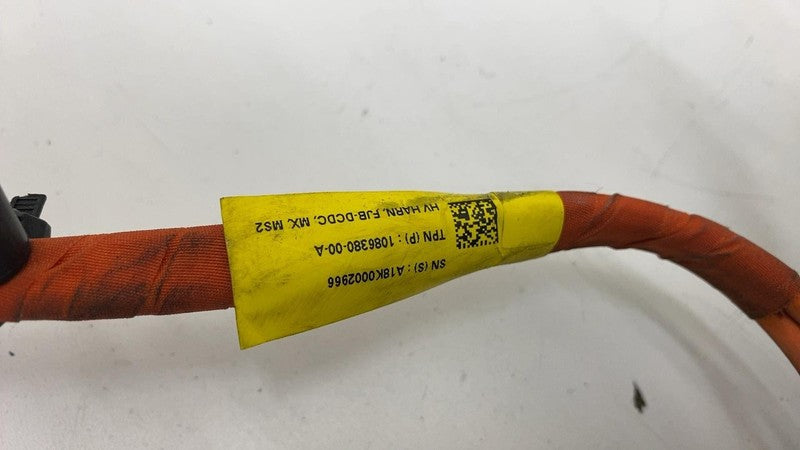 HV HARN, FJB-DCDC, MX, MS2
TPN (P) : 1086380-00-A
SN (S) : A18K0002966